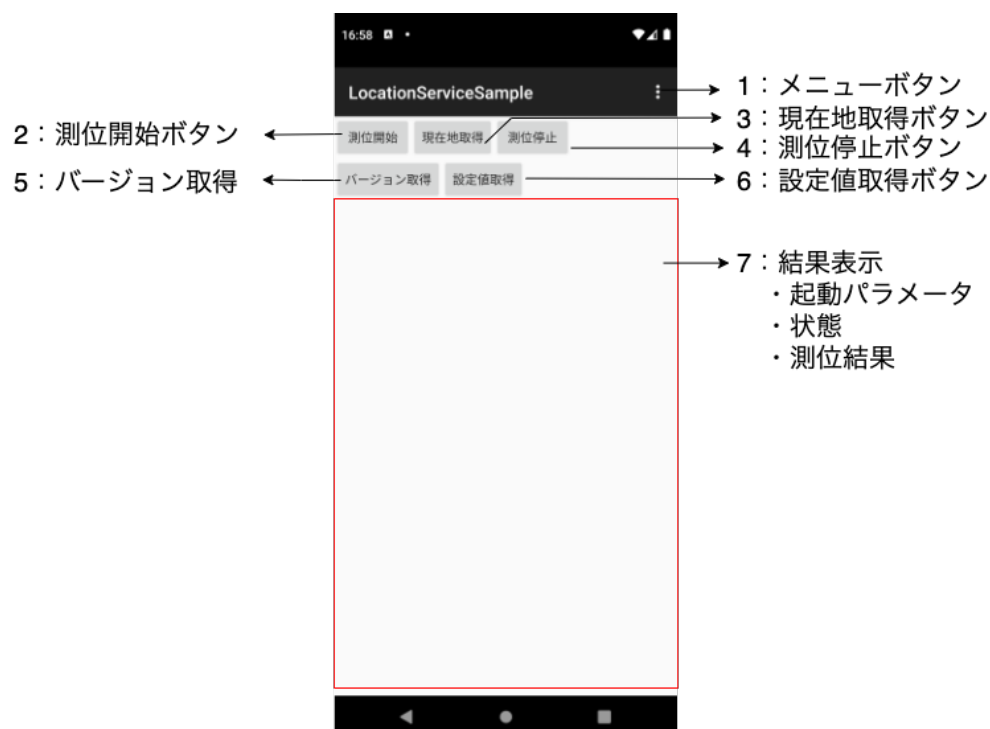 16:58
LocationServiceSample
1：メニューボタン
2：測位開始ボタン
測位開始
現在地取得
測位停止
3：現在地取得ボタン
4：測位停止ボタン
5：バージョン取得
バージョン取得
設定値取得
6：設定値取得ボタン
7：結果表示
・起動パラメータ
・状態
・測位結果